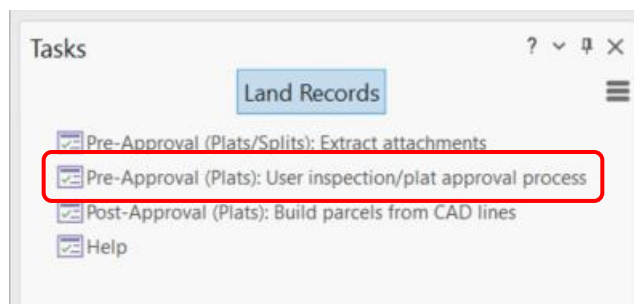 Tasks
?
Land Records
Pre-Approval (Plats/Splits): Extract attachments
Pre-Approval (Plats): User inspection/plat approval process
Post-Approval (Plats): Build parcels from CAD lines
Help